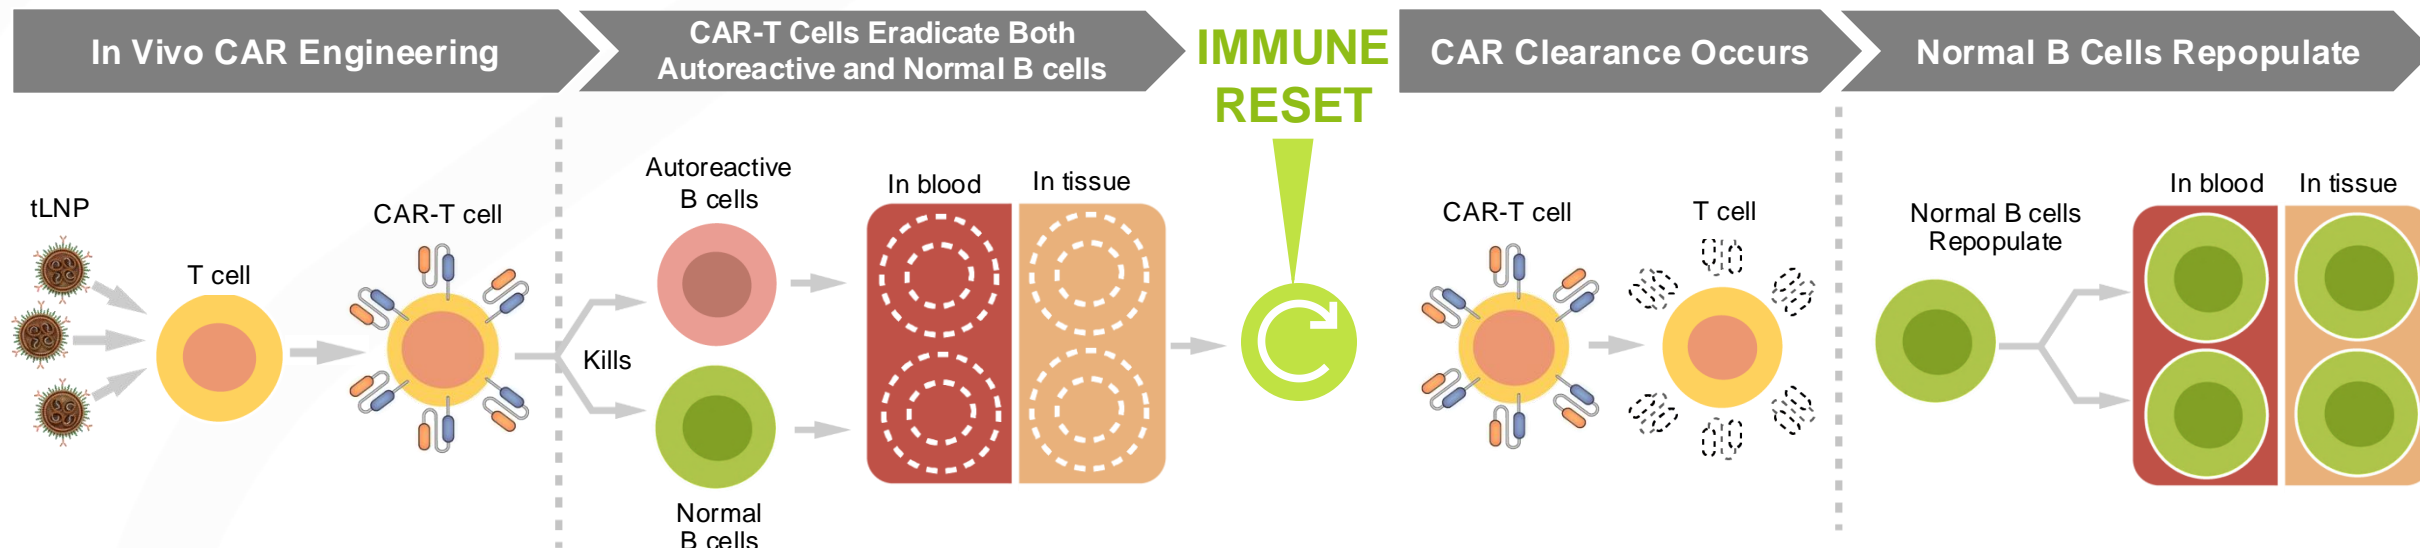 In Vivo CAR Engineering
CAR-T Cells Eradicate Both
Autoreactive and Normal B cells
IMMUNE
RESET
CAR Clearance Occurs
Normal B Cells Repopulate
tLNP
T cell
CAR-T cell
Kills
Autoreactive
B cells
Normal
B cells
In blood
In tissue
CAR-T cell
T cell
Normal B cells
Repopulate
In blood
In tissue